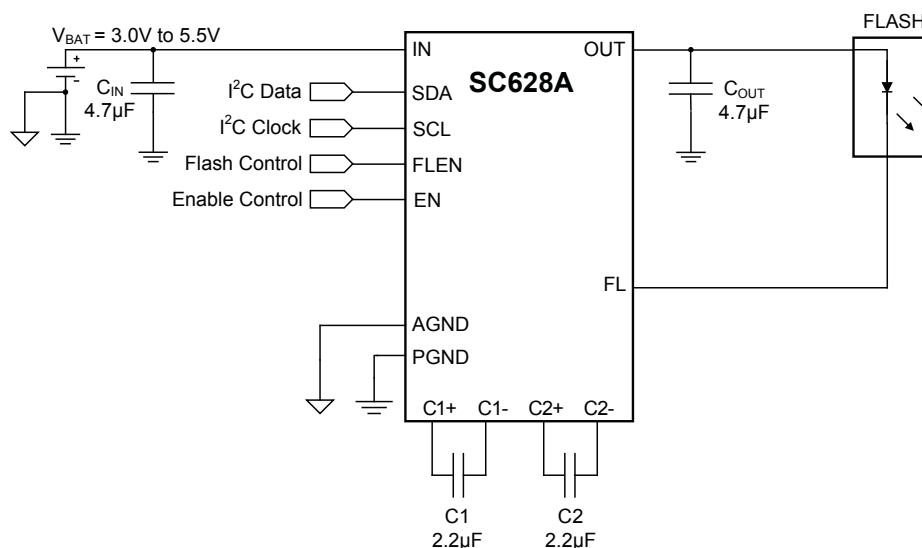 FLASH
V_BAT = 3.0V to 5.5V
+
-
C_IN
4.7µF
IN
OUT
SC628A
C_OUT
4.7µF
I²C Data
SDA
I²C Clock
SCL
Flash Control
FLEN
Enable Control
EN
FL
AGND
PGND
C1+ C1- C2+ C2-
C1
2.2µF
C2
2.2µF